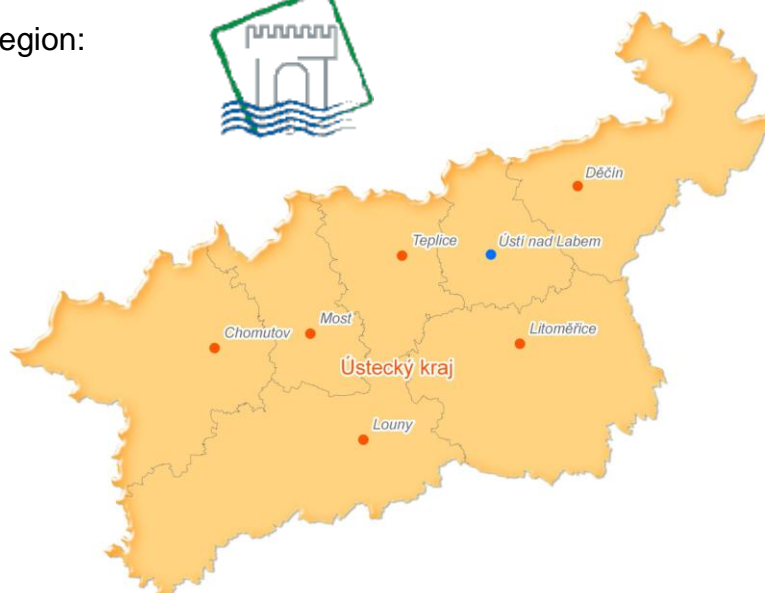 egion:
Děčín
Teplice
Ústí nad Labem
Most
Chomutov
Litoměřice
Ústecký kraj
Louny